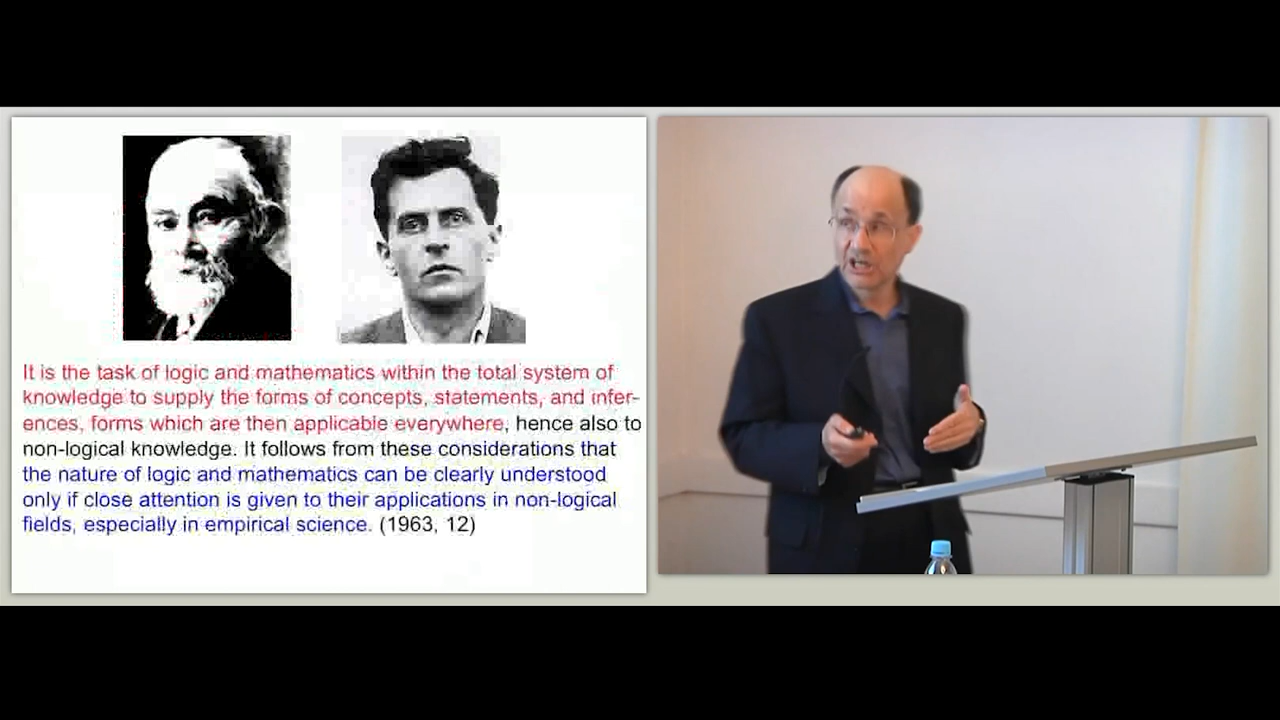 It is the task of logic and mathematics within the total system of
knowledge to supply the forms of concepts, statements, and infer-
ences, forms which are then applicable everywhere, hence also to
non-logical knowledge. It follows from these considerations that
the nature of logic and mathematics can be clearly understood
only if close attention is given to their applications in non-logical
fields, especially in empirical science. (1963, 12)